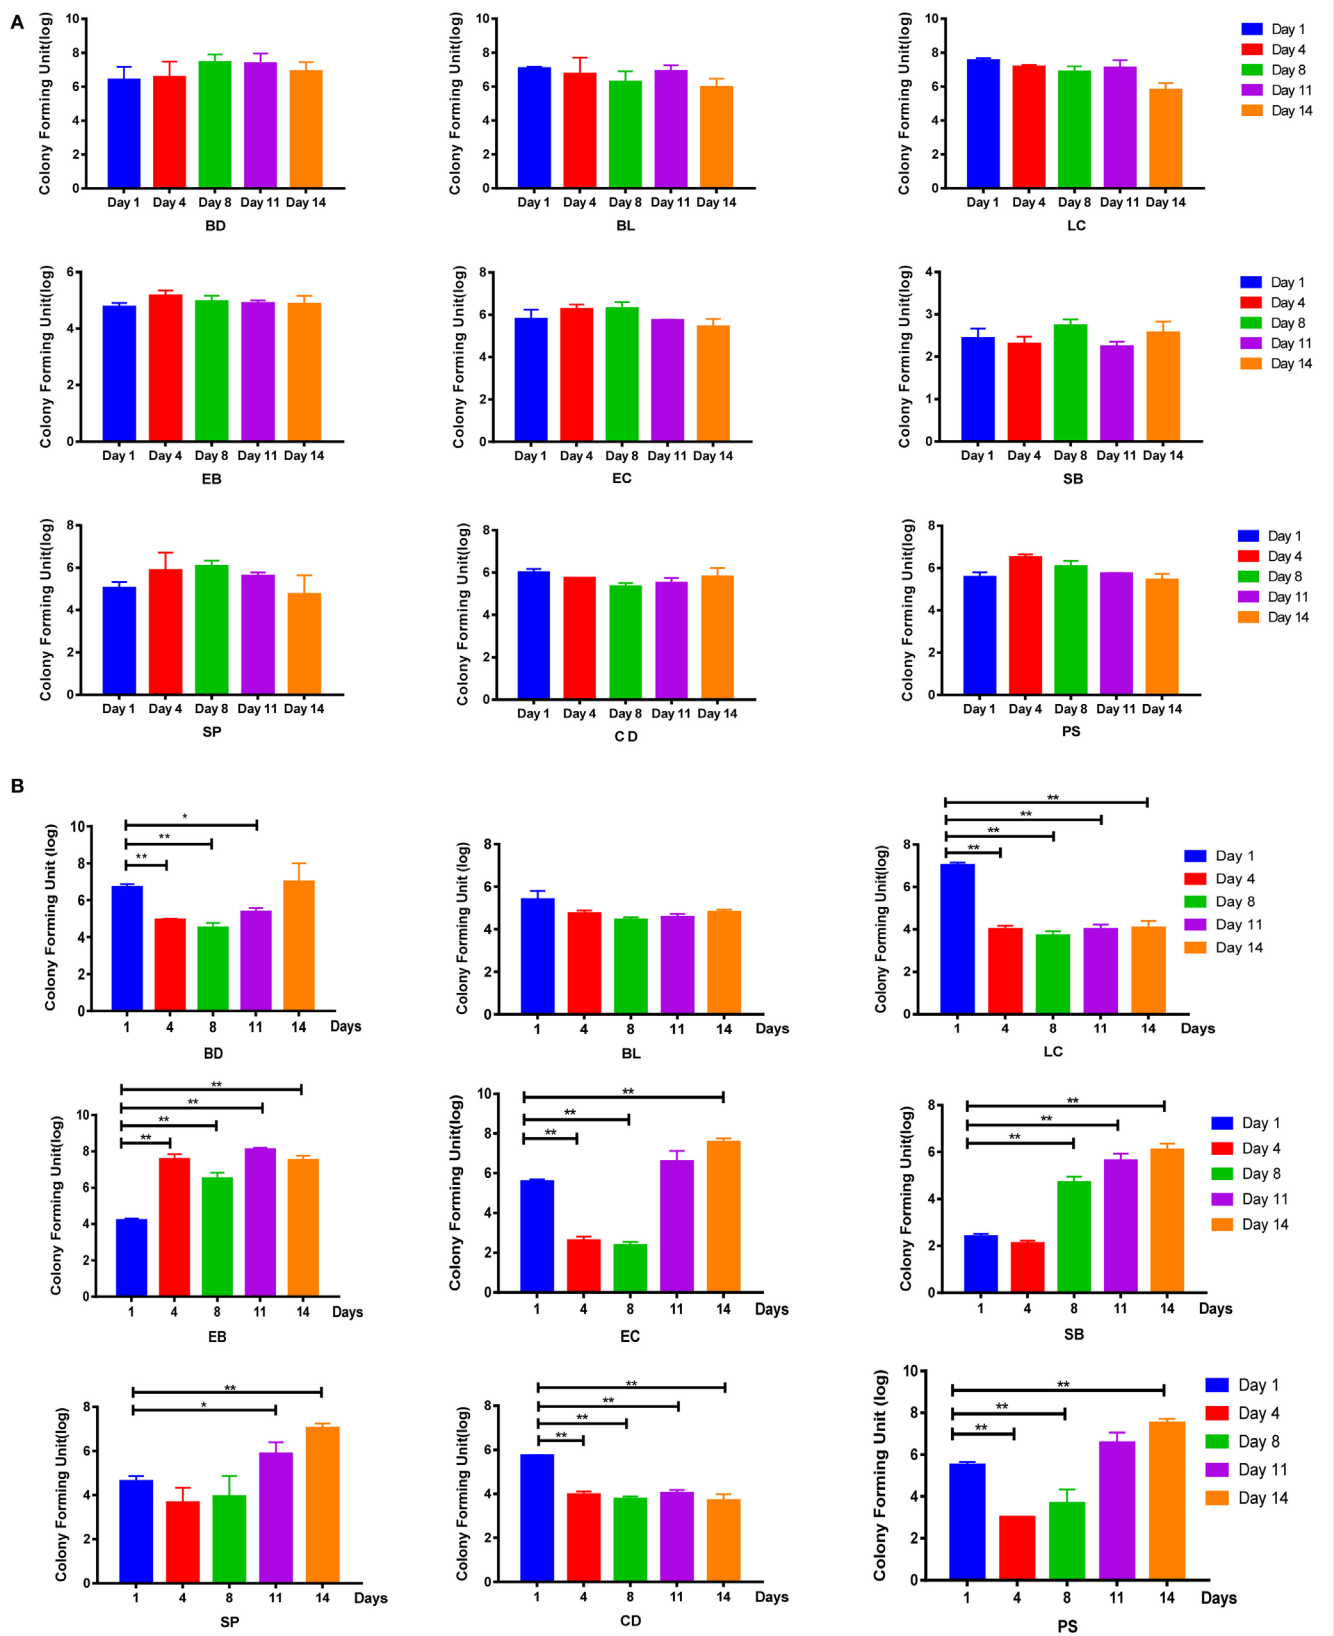 A
Colony Forming Unit(log)
10
8
6
4
2
0
Day 1 Day 4 Day 8 Day 11 Day 14
BD
Colony Forming Unit(log)
10
8
6
4
2
0
Day 1 Day 4 Day 8 Day 11 Day 14
BL
Colony Forming Unit(log)
10
8
6
4
2
0
Day 1 Day 4 Day 8 Day 11 Day 14
LC
Day 1
Day 4
Day 8
Day 11
Day 14
Colony Forming Unit(log)
6
4
2
0
Day 1 Day 4 Day 8 Day 11 Day 14
EB
Colony Forming Unit(log)
8
6
4
2
0
Day 1 Day 4 Day 8 Day 11 Day 14
EC
Colony Forming Unit(log)
4
3
2
1
0
Day 1 Day 4 Day 8 Day 11 Day 14
SB
Day 1
Day 4
Day 8
Day 11
Day 14
Colony Forming Unit(log)
8
6
4
2
0
Day 1 Day 4 Day 8 Day 11 Day 14
SP
Colony Forming Unit(log)
8
6
4
2
0
Day 1 Day 4 Day 8 Day 11 Day 14
C D
Colony Forming Unit(log)
8
6
4
2
0
Day 1 Day 4 Day 8 Day 11 Day 14
PS
Day 1
Day 4
Day 8
Day 11
Day 14
B
Colony Forming Unit (log)
10
8
6
4
2
0
*
**
**
1 4 8 11 14 Days
BD
Colony Forming Unit (log)
8
6
4
2
0
1 4 8 11 14 Days
BL
Colony Forming Unit(log)
8
6
4
2
0
**
**
**
**
1 4 8 11 14 Days
LC
Day 1
Day 4
Day 8
Day 11
Day 14
Colony Forming Unit(log)
10
8
6
4
2
0
**
**
**
**
1 4 8 11 14 Days
EB
Colony Forming Unit (log)
10
8
6
4
2
0
**
**
**
1 4 8 11 14 Days
EC
Colony Forming Unit(log)
8
6
4
2
0
**
**
**
1 4 8 11 14 Days
SB
Day 1
Day 4
Day 8
Day 11
Day 14
Colony Forming Unit(log)
8
6
4
2
0
**
*
1 4 8 11 14 Days
SP
Colony Forming Unit(log)
8
6
4
2
0
**
**
**
**
1 4 8 11 14 Days
CD
Colony Forming Unit (log)
10
8
6
4
2
0
**
**
**
1 4 8 11 14 Days
PS
Day 1
Day 4
Day 8
Day 11
Day 14